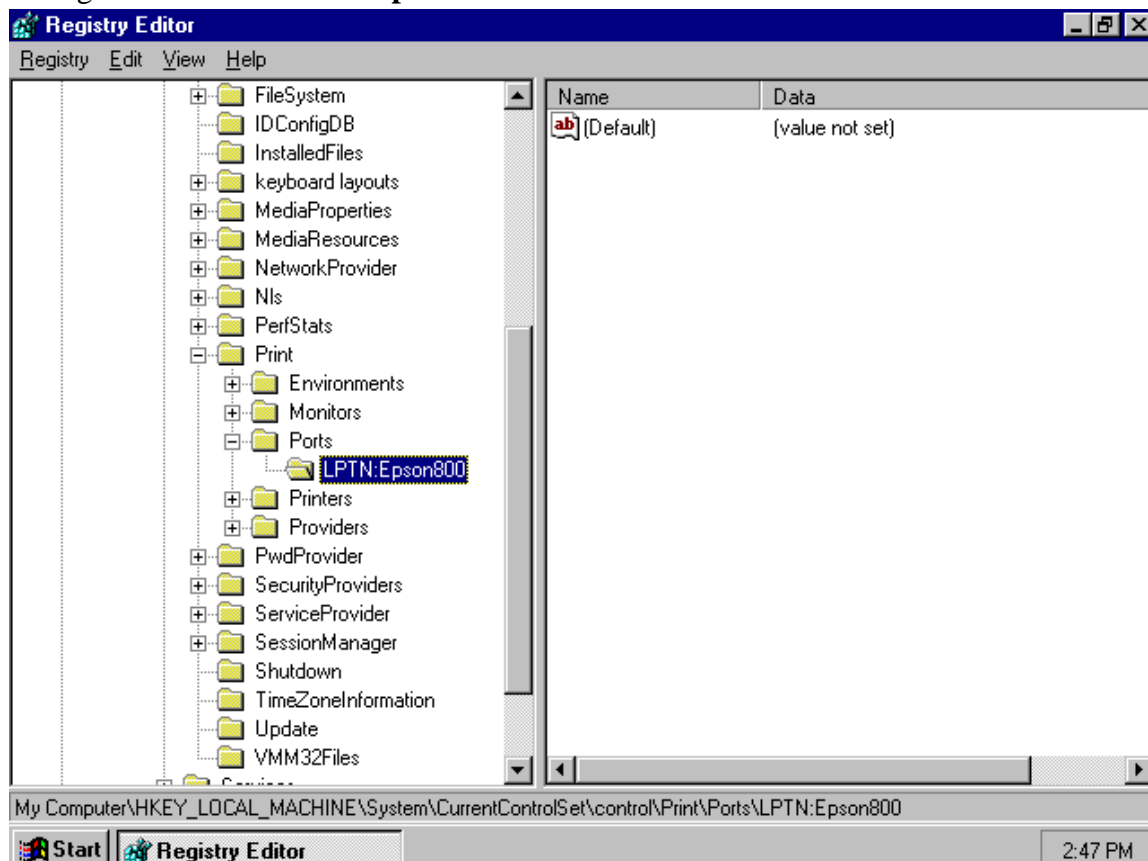 Registry Editor
Registry Edit View Help
Name Data
FileSystem
(Default) (value not set)
IDConfigDB
InstalledFiles
keyboard layouts
MediaProperties
MediaResources
NetworkProvider
Nls
PerfStats
Print
Environments
Monitors
Ports
LPTN:Epson800
Printers
Providers
PwdProvider
SecurityProviders
ServiceProvider
SessionManager
Shutdown
TimeZoneInformation
Update
VMM32Files
My Computer\HKEY_LOCAL_MACHINE\System\CurrentControlSet\control\Print\Ports\LPTN:Epson800
Start Registry Editor 2:47 PM